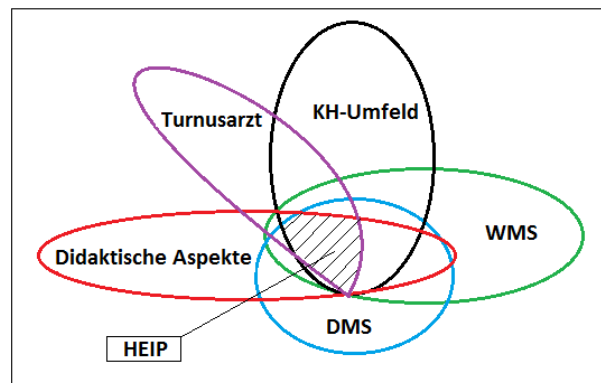 KH-Umfeld
Turnusarzt
WMS
Didaktische Aspekte
DMS
HEIP